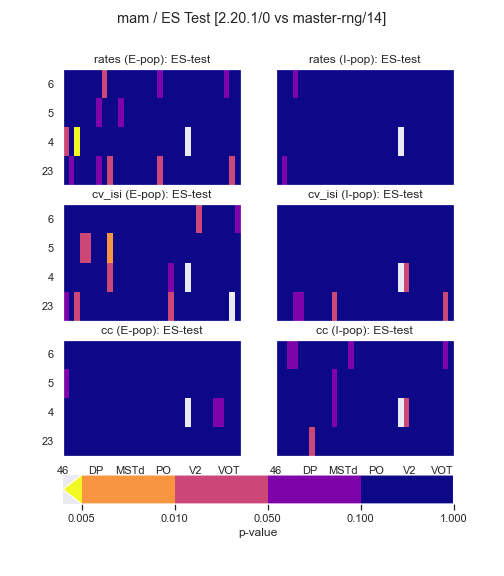 mam / ES Test [2.20.1/0 vs master-rng/14]
rates (E-pop): ES-test
rates (I-pop): ES-test
6
5
4
23
cv_isi (E-pop): ES-test
cv_isi (I-pop): ES-test
6
5
4
23
cc (E-pop): ES-test
cc (I-pop): ES-test
6
5
4
23
46 DP MSTd PO V2 VOT
46 DP MSTd PO V2 VOT
0.005 0.010 0.050 0.100 1.000
p-value